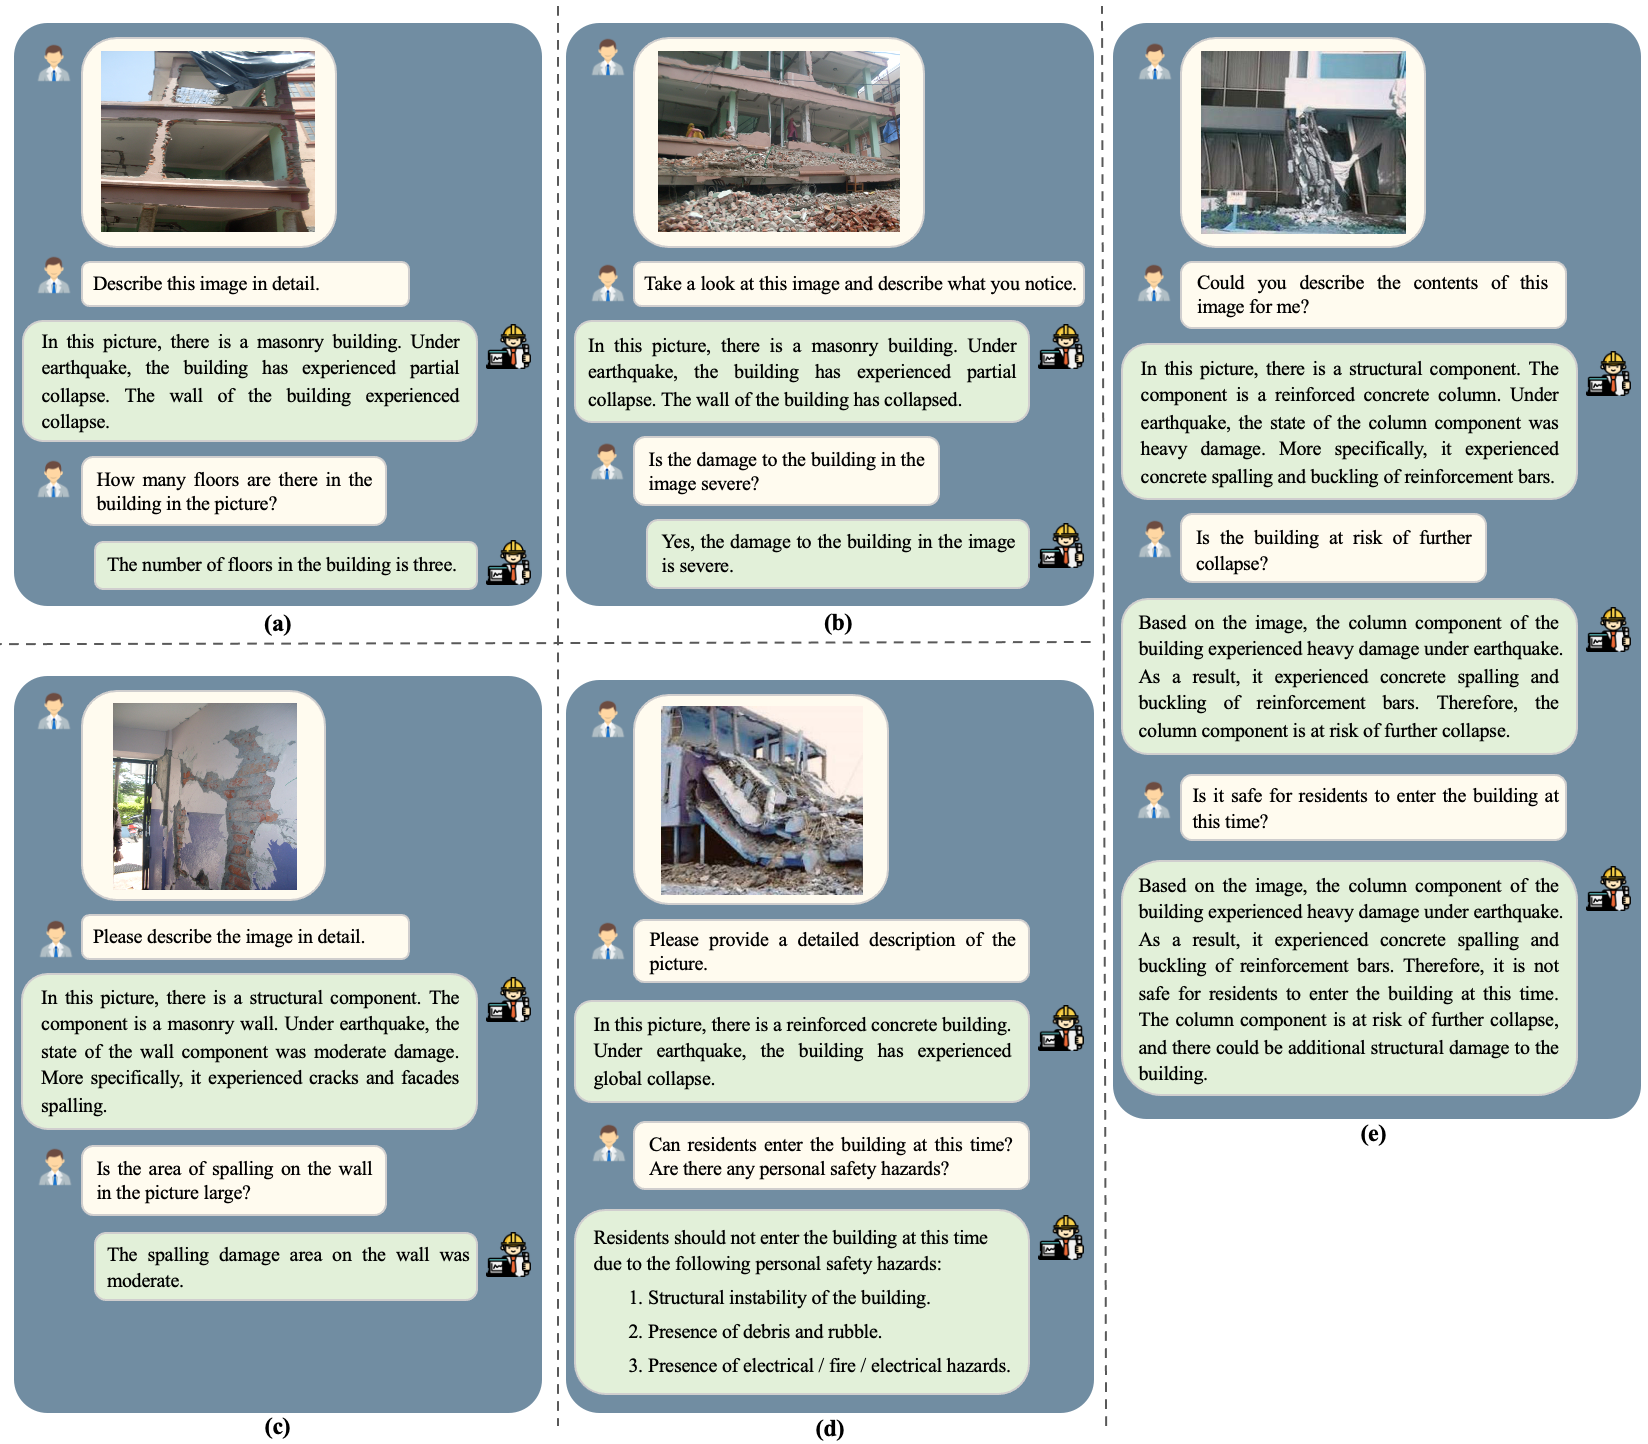 Describe this image in detail.
In this picture, there is a masonry building. Under
earthquake, the building has experienced partial
collapse. The wall of the building experienced
collapse.
How many floors are there in the
building in the picture?
The number of floors in the building is three.
(a)
Take a look at this image and describe what you notice.
In this picture, there is a masonry building. Under
earthquake, the building has experienced partial
collapse. The wall of the building has collapsed.
Is the damage to the building in the
image severe?
Yes, the damage to the building in the image
is severe.
(b)
Please describe the image in detail.
In this picture, there is a structural component. The
component is a masonry wall. Under earthquake, the
state of the wall component was moderate damage.
More specifically, it experienced cracks and facades
spalling.
Is the area of spalling on the wall
in the picture large?
The spalling damage area on the wall was
moderate.
(c)
Please provide a detailed description of the
picture.
In this picture, there is a reinforced concrete building.
Under earthquake, the building has experienced
global collapse.
Can residents enter the building at this time?
Are there any personal safety hazards?
Residents should not enter the building at this time
due to the following personal safety hazards:
1. Structural instability of the building.
2. Presence of debris and rubble.
3. Presence of electrical / fire / electrical hazards.
(d)
Could you describe the contents of this
image for me?
In this picture, there is a structural component. The
component is a reinforced concrete column. Under
earthquake, the state of the column component was
heavy damage. More specifically, it experienced
concrete spalling and buckling of reinforcement bars.
Is the building at risk of further
collapse?
Based on the image, the column component of the
building experienced heavy damage under earthquake.
As a result, it experienced concrete spalling and
buckling of reinforcement bars. Therefore, the
column component is at risk of further collapse.
Is it safe for residents to enter the building at
this time?
Based on the image, the column component of the
building experienced heavy damage under earthquake.
As a result, it experienced concrete spalling and
buckling of reinforcement bars. Therefore, it is not
safe for residents to enter the building at this time.
The column component is at risk of further collapse,
and there could be additional structural damage to the
building.
(e)